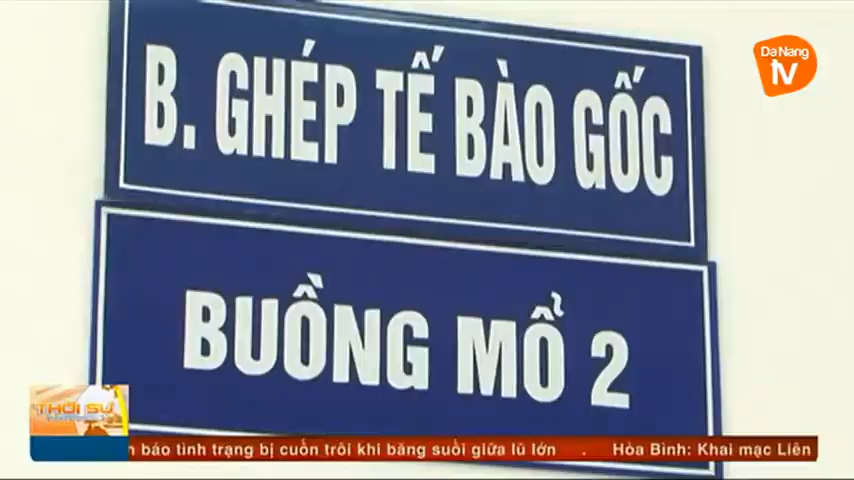 B. GHÉP TẾ BÀO GỐC
BUỒNG MỔ 2
Da Nang
tv
THỜI SỰ
báo tình trạng bị cuốn trôi khi băng suối giữa lũ lớn . Hòa Bình: Khai mạc Liên